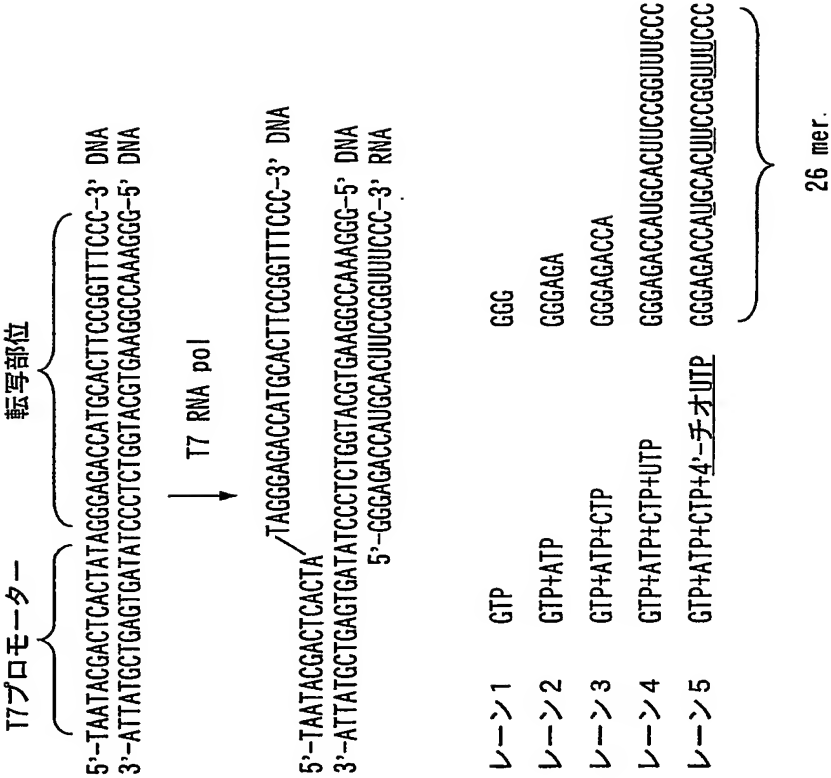 T7プロモーター 転写部位
5'-TAATACGACTCACTATAGGGAGACCATGCACTTCCGGTTTCCC-3' DNA
3'-ATTATGCTGAGTGATATCCCTCTGGTACGTGAAGGCCAAAGGG-5' DNA
T7 RNA pol
TAGGGAGACCATGCACTTCCGGTTTCCC-3' DNA
5'-TAATACGACTCACTA
3'-ATTATGCTGAGTGATATCCCTCTGGTACGTGAAGGCCAAAGGG-5' DNA
5'-GGGAGACCAUGCACUUCCGGUUUCCC-3' RNA
レーン1 GTP GGG
レーン2 GTP+ATP GGGAGA
レーン3 GTP+ATP+CTP GGGAGACCA
レーン4 GTP+ATP+CTP+UTP GGGAGACCAUGCACUUCCGGUUUCCC
レーン5 GTP+ATP+CTP+4'-チオUTP GGGAGACCAUGCACUUCCGGUUUCCC
26 mer.